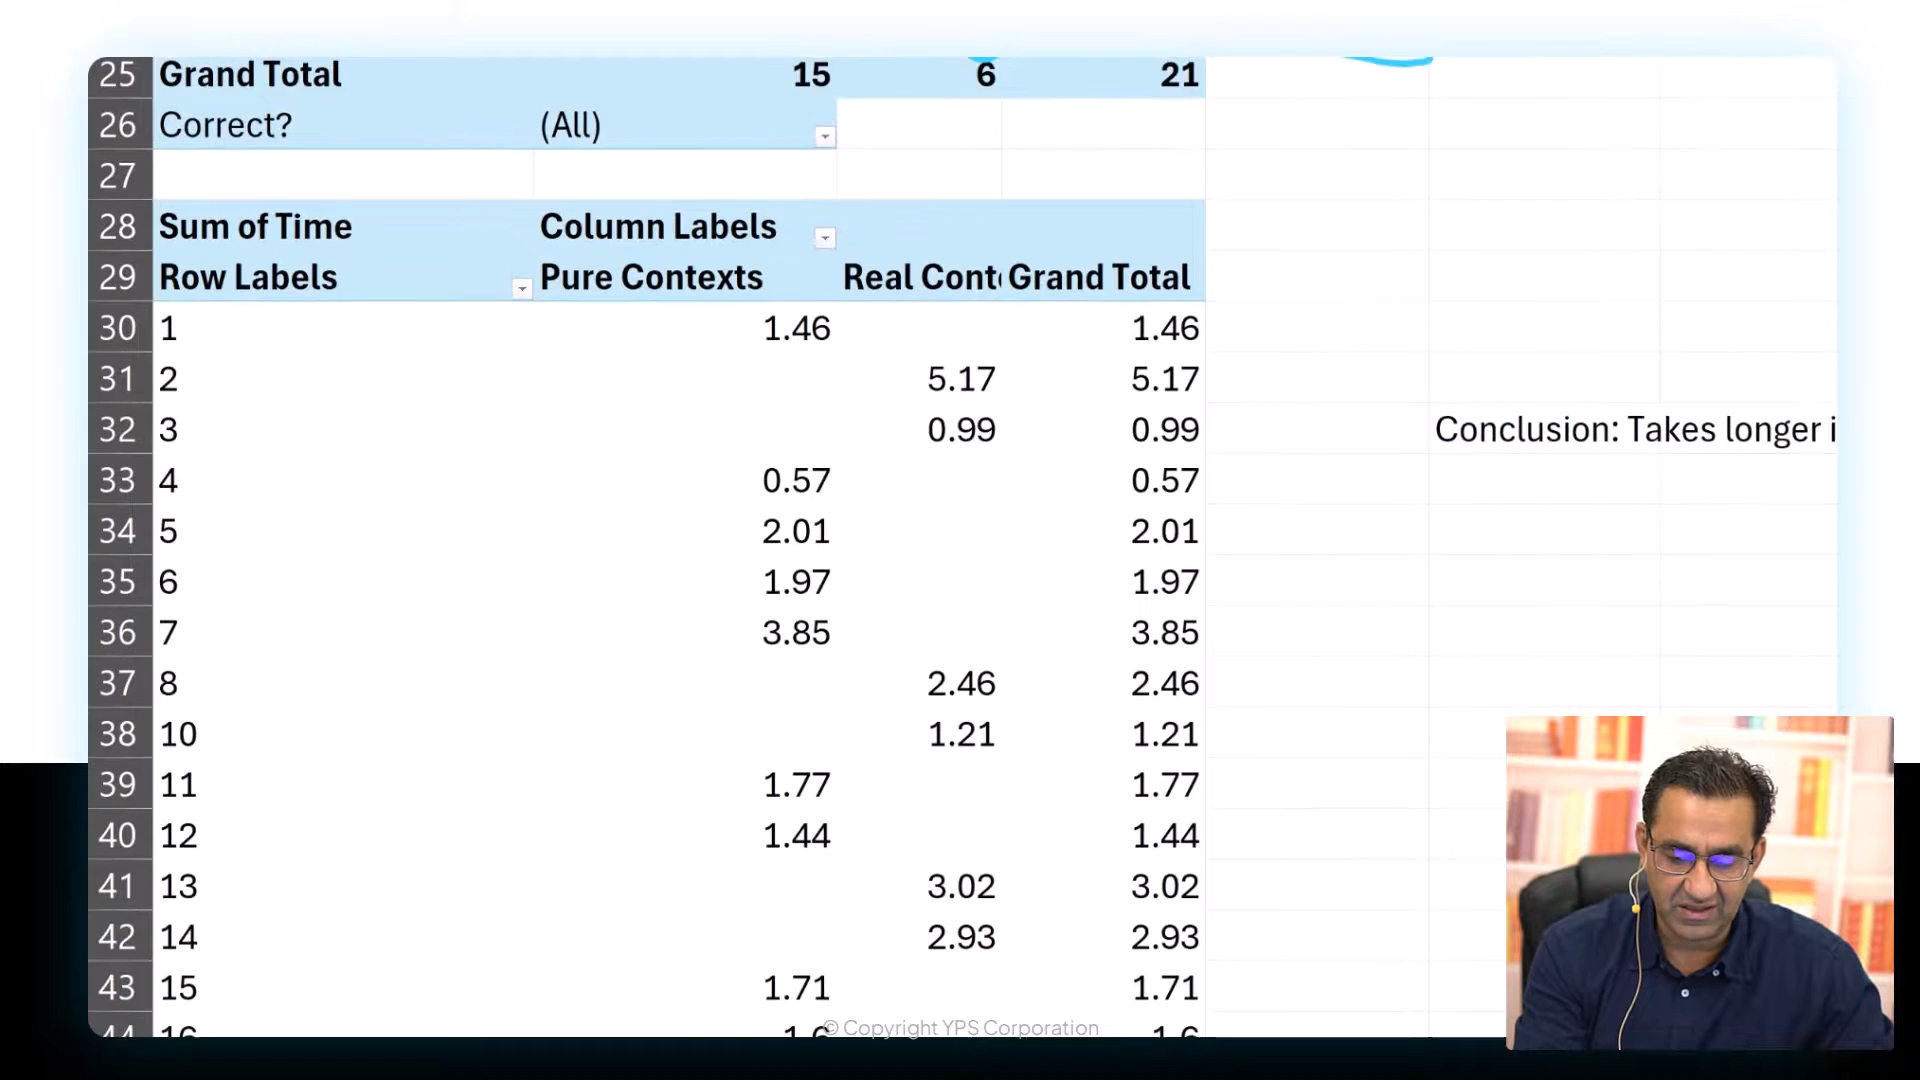 25 Grand Total 15 6 21
26 Correct? (All)
27
28 Sum of Time Column Labels
29 Row Labels Pure Contexts Real Cont Grand Total
30 1 1.46 1.46
31 2 5.17 5.17
32 3 0.99 0.99 Conclusion: Takes longer i
33 4 0.57 0.57
34 5 2.01 2.01
35 6 1.97 1.97
36 7 3.85 3.85
37 8 2.46 2.46
38 10 1.21 1.21
39 11 1.77 1.77
40 12 1.44 1.44
41 13 3.02 3.02
42 14 2.93 2.93
43 15 1.71 1.71
44 16 1.6 1.6
© Copyright YPS Corporation